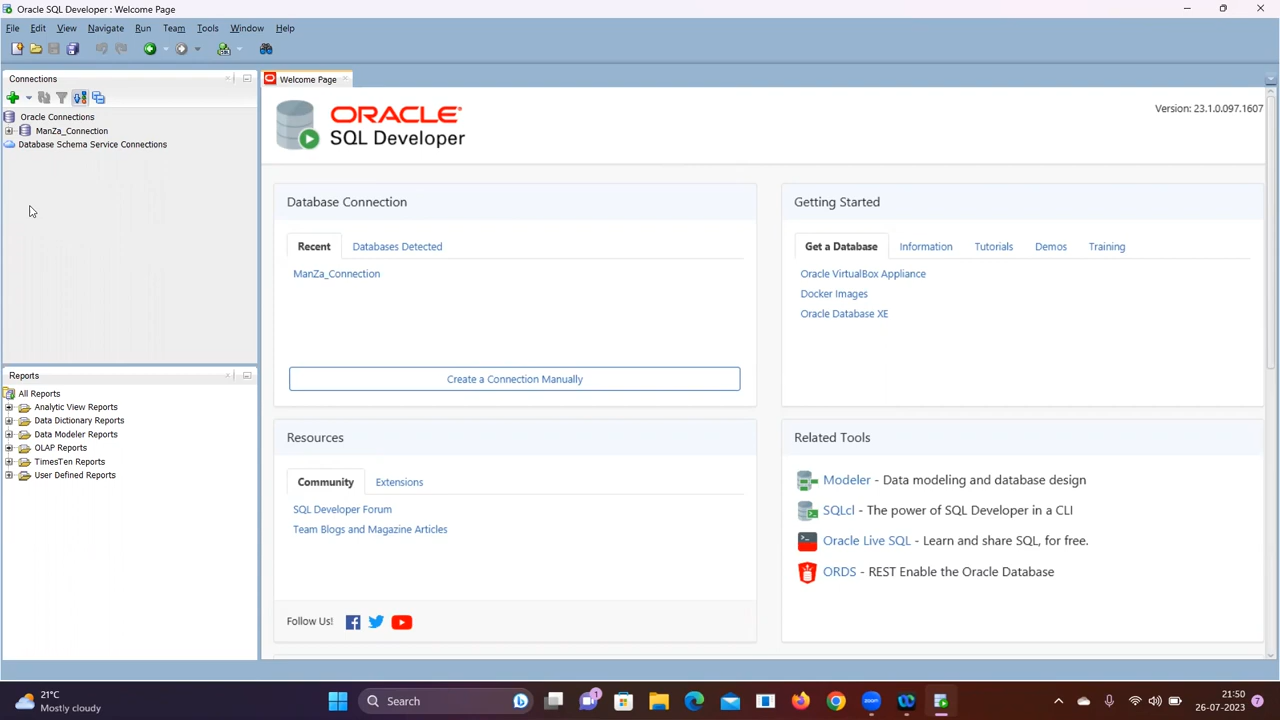 Oracle SQL Developer : Welcome Page
File Edit View Navigate Run Team Tools Window Help
Connections
Oracle Connections
ManZa_Connection
Database Schema Service Connections
Reports
All Reports
Analytic View Reports
Data Dictionary Reports
Data Modeler Reports
OLAP Reports
TimesTen Reports
User Defined Reports
Welcome Page
ORACLE
SQL Developer
Version: 23.1.0.097.1607
Database Connection
Recent Databases Detected
ManZa_Connection
Create a Connection Manually
Getting Started
Get a Database Information Tutorials Demos Training
Oracle VirtualBox Appliance
Docker Images
Oracle Database XE
Resources
Community Extensions
SQL Developer Forum
Team Blogs and Magazine Articles
Follow Us!
Related Tools
Modeler - Data modeling and database design
SQLcl - The power of SQL Developer in a CLI
Oracle Live SQL - Learn and share SQL, for free.
ORDS - REST Enable the Oracle Database
21°C
Mostly cloudy
Search
1
zoom
21:50
26-07-2023
7